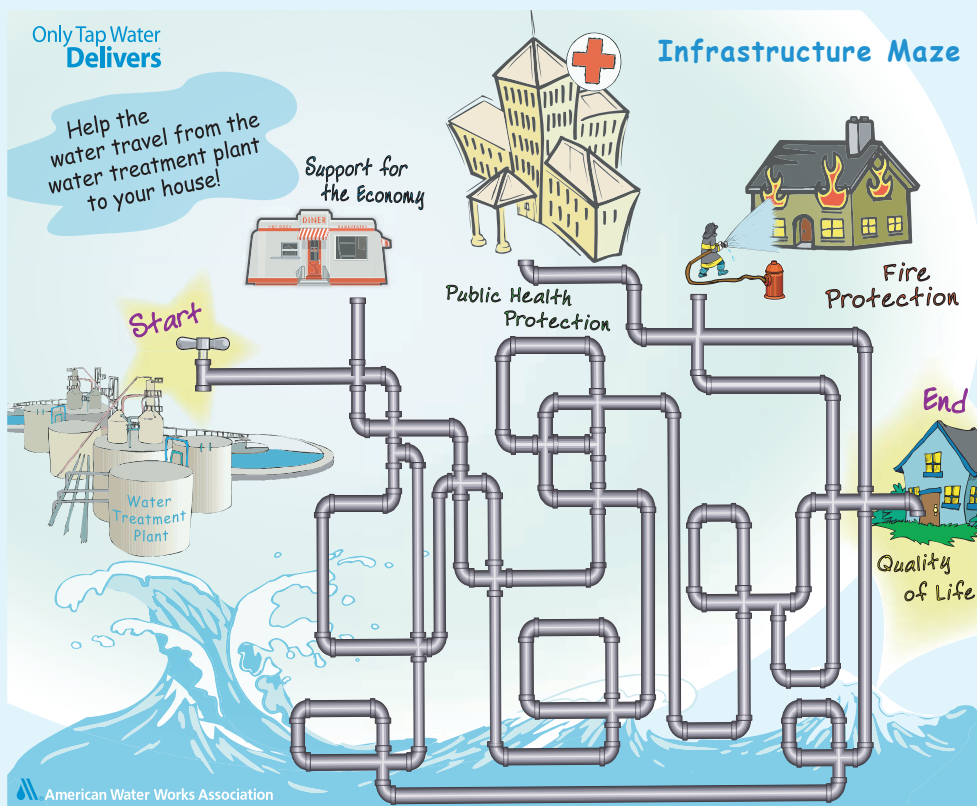 Only Tap Water
Delivers
Infrastructure Maze
Help the
water travel from the
water treatment plant
to your house!
Support for
the Economy
DINER
Public Health
Protection
Fire
Protection
Start
End
Water
Treatment
Plant
Quality
of Life
American Water Works Association